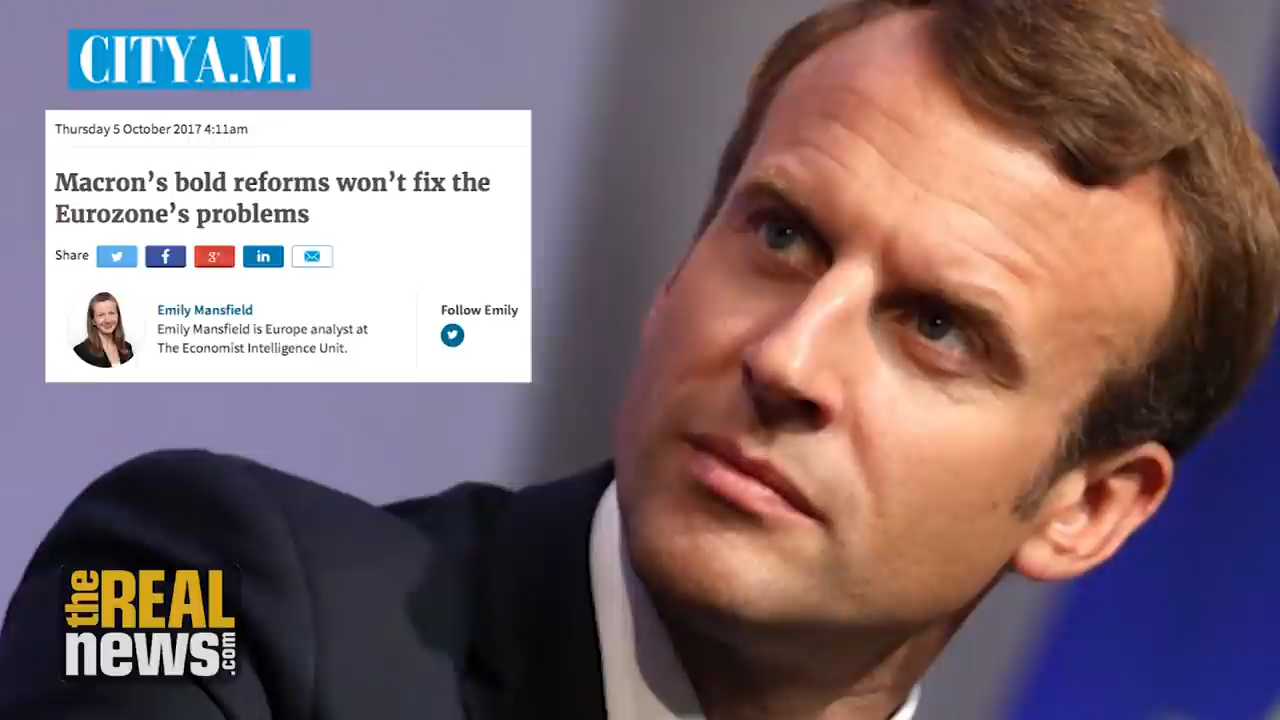 CITYA.M.
Thursday 5 October 2017 4:11am
Macron's bold reforms won't fix the
Eurozone's problems
Share
f
g+
in
Emily Mansfield
Emily Mansfield is Europe analyst at
The Economist Intelligence Unit.
Follow Emily
the REAL
news.com